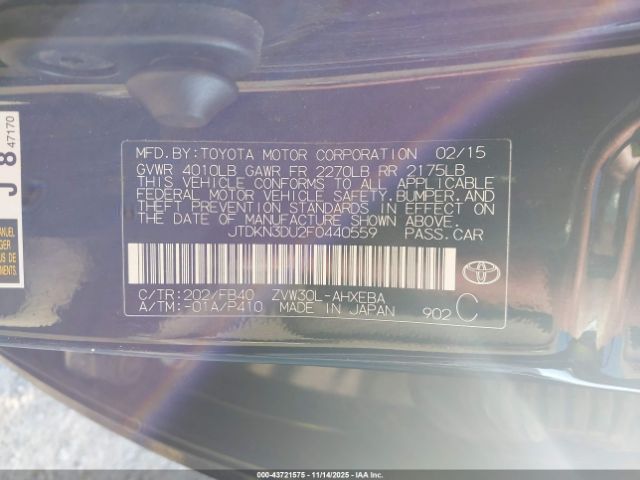 MFD.BY:TOYOTA MOTOR CORPORATION 02/15
GVWR 4010LB GAWR FR 2270LB RR 2175LB
THIS VEHICLE CONFORMS TO ALL APPLICABLE
FEDERAL MOTOR VEHICLE SAFETY, BUMPER, AND
THEFT PREVENTION STANDARDS IN EFFECT ON
THE DATE OF MANUFACTURE SHOWN ABOVE.
JTDKN3DU2F0440559 PASS.CAR
C/TR:202/FB40 ZVW30L-AHXEBA
A/TM:-01A/P410 MADE IN JAPAN 902 C
J 8 47170
000-43721575 - 11/14/2025 - IAAI.COM